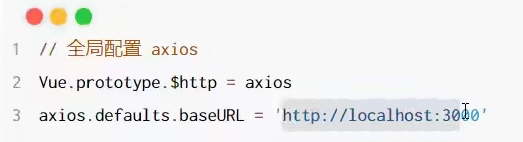 1 // 全局配置 axios
2 Vue.prototype.$http = axios
3 axios.defaults.baseURL = 'http://localhost:3000'